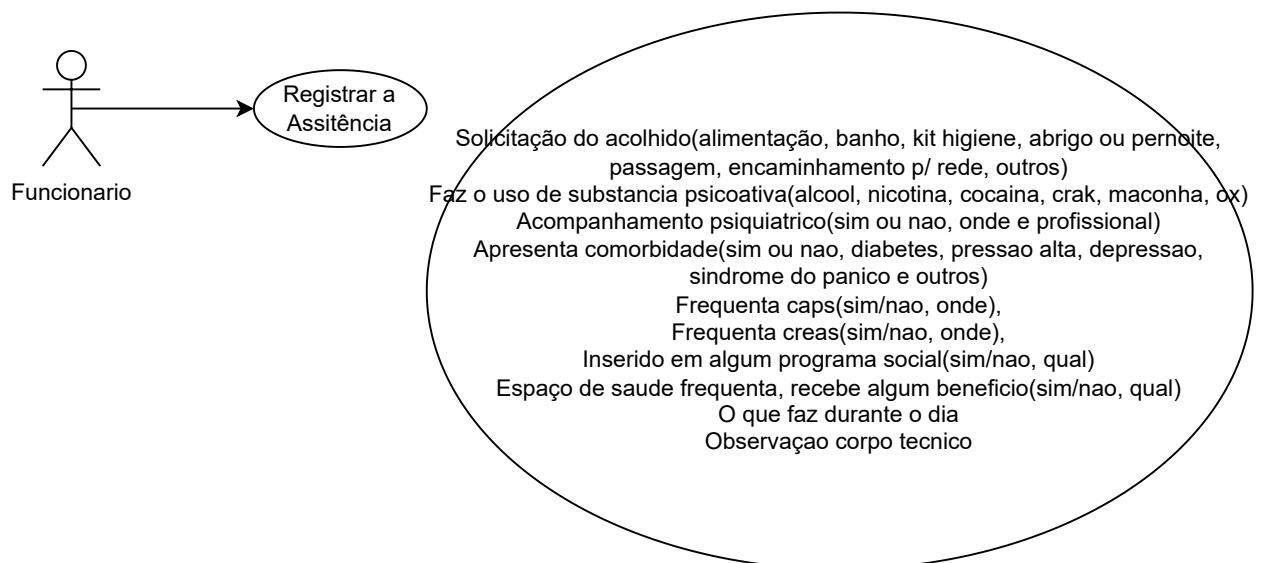 Registrar a
Assitência
Funcionario
Solicitação do acolhido(alimentação, banho, kit higiene, abrigo ou pernoite,
passagem, encaminhamento p/ rede, outros)
Faz o uso de substancia psicoativa(alcool, nicotina, cocaina, crak, maconha, ox)
Acompanhamento psiquiatrico(sim ou nao, onde e profissional)
Apresenta comorbidade(sim ou nao, diabetes, pressao alta, depressao,
sindrome do panico e outros)
Frequenta caps(sim/nao, onde),
Frequenta creas(sim/nao, onde),
Inserido em algum programa social(sim/nao, qual)
Espaço de saude frequenta, recebe algum beneficio(sim/nao, qual)
O que faz durante o dia
Observaçao corpo tecnico